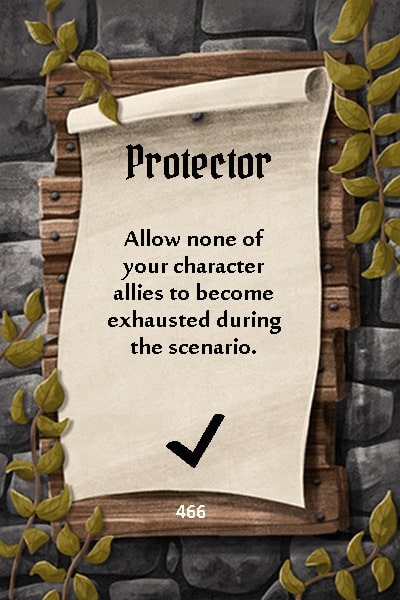 Protector
Allow none of
your character
allies to become
exhausted during
the scenario.
466